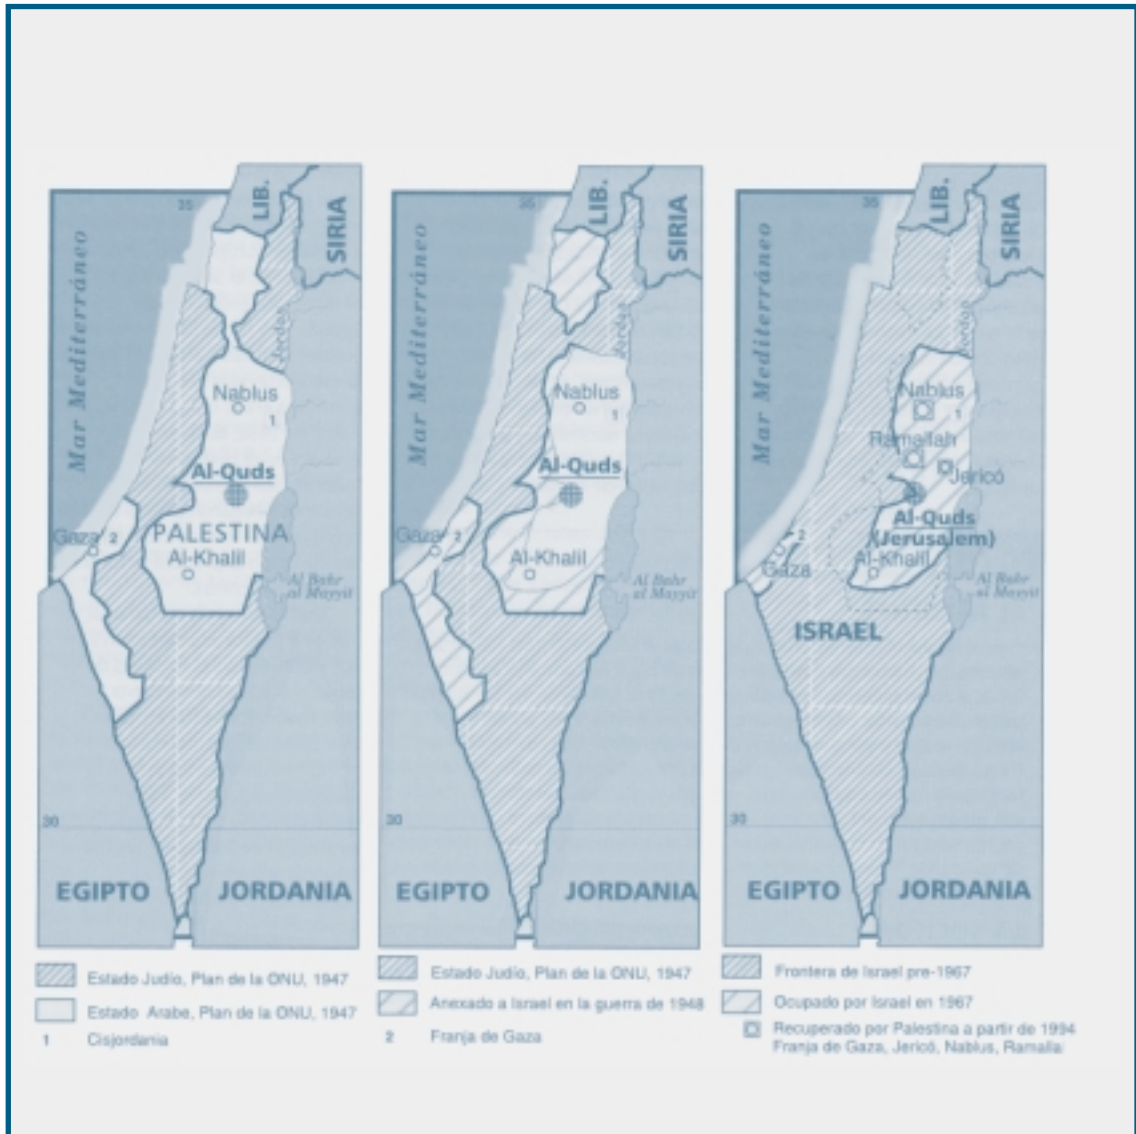 35
LIB.
SIRIA
Mar Mediterráneo
Jordán
Nablus
1
Al-Quds
PALESTINA
Gaza 2
Al-Khalil
Al Bahr
al Mayyit
30
EGIPTO
JORDANIA
Estado Judío, Plan de la ONU, 1947
Estado Arabe, Plan de la ONU, 1947
1 Cisjordania
35
LIB.
SIRIA
Mar Mediterráneo
Jordán
Nablus
1
Al-Quds
Gaza 2
Al-Khalil
Al Bahr
al Mayyit
30
EGIPTO
JORDANIA
Estado Judío, Plan de la ONU, 1947
Anexado a Israel en la guerra de 1948
2 Franja de Gaza
35
LIB.
SIRIA
Mar Mediterráneo
Jordán
Nablus
1
Ramallah
Jericó
Al-Quds
(Jerusalem)
2
Gaza
Al-Khalil
Al Bahr
al Mayyit
ISRAEL
30
EGIPTO
JORDANIA
Frontera de Israel pre-1967
Ocupado por Israel en 1967
Recuperado por Palestina a partir de 1994
Franja de Gaza, Jericó, Nablus, Ramalla